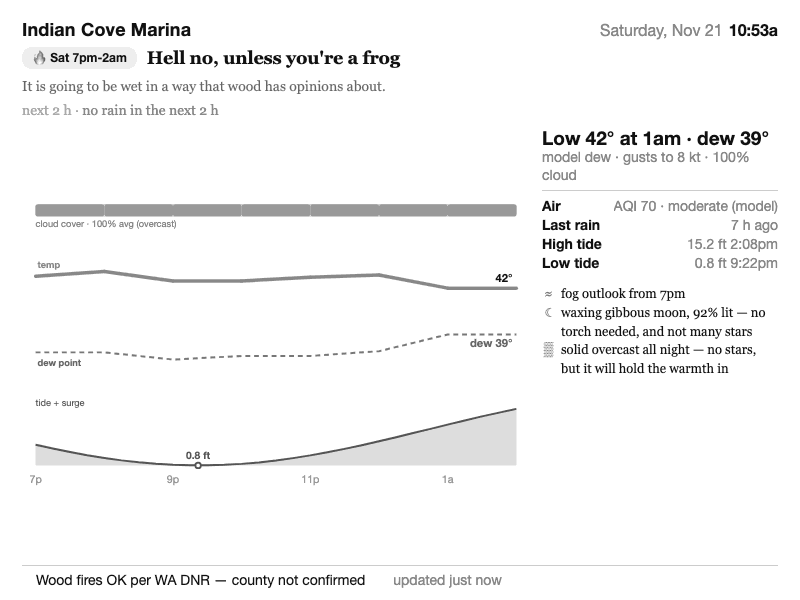 Indian Cove Marina
Saturday, Nov 21 10:53a
Sat 7pm-2am
Hell no, unless you're a frog
It is going to be wet in a way that wood has opinions about.
next 2 h · no rain in the next 2 h
Low 42° at 1am · dew 39°
model dew · gusts to 8 kt · 100%
cloud
cloud cover · 100% avg (overcast)
temp
42°
dew 39°
dew point
tide + surge
0.8 ft
7p 9p 11p 1a
Air AQI 70 · moderate (model)
Last rain 7 h ago
High tide 15.2 ft 2:08pm
Low tide 0.8 ft 9:22pm
≈ fog outlook from 7pm
☾ waxing gibbous moon, 92% lit — no
torch needed, and not many stars
▒ solid overcast all night — no stars,
but it will hold the warmth in
Wood fires OK per WA DNR — county not confirmed updated just now